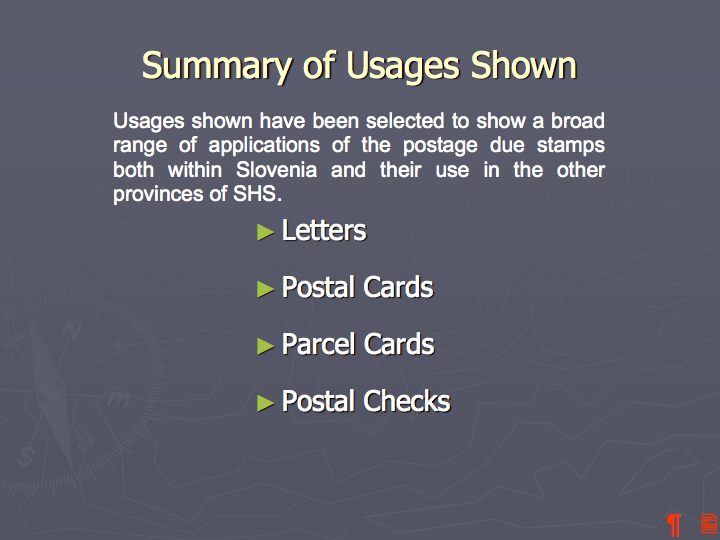 Summary of Usages Shown
Usages shown have been selected to show a broad
range of applications of the postage due stamps
both within Slovenia and their use in the other
provinces of SHS.
► Letters
► Postal Cards
► Parcel Cards
► Postal Checks
N
E
S
¶